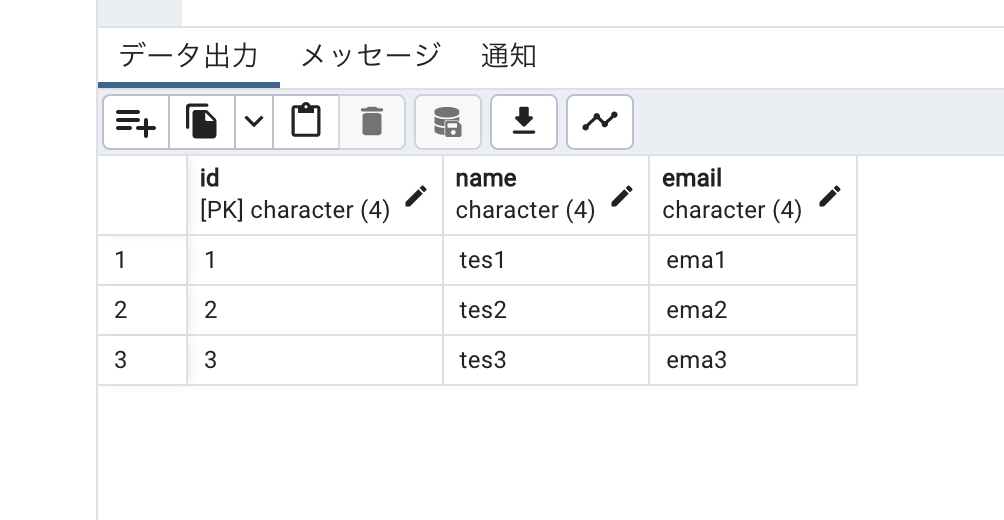 データ出力 メッセージ 通知
id name email
[PK] character (4) character (4) character (4)
1 1 tes1 ema1
2 2 tes2 ema2
3 3 tes3 ema3